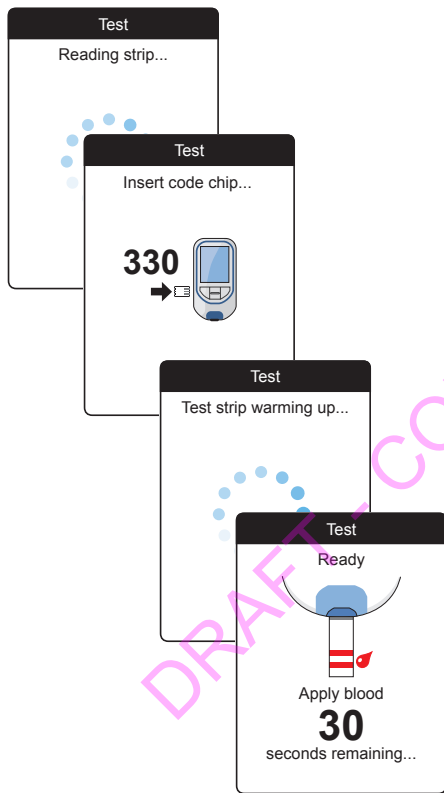 Test
Reading strip...
Test
Insert code chip...
330
Test
Test strip warming up...
Test
Ready
Apply blood
30
seconds remaining...
DRAFT - CO